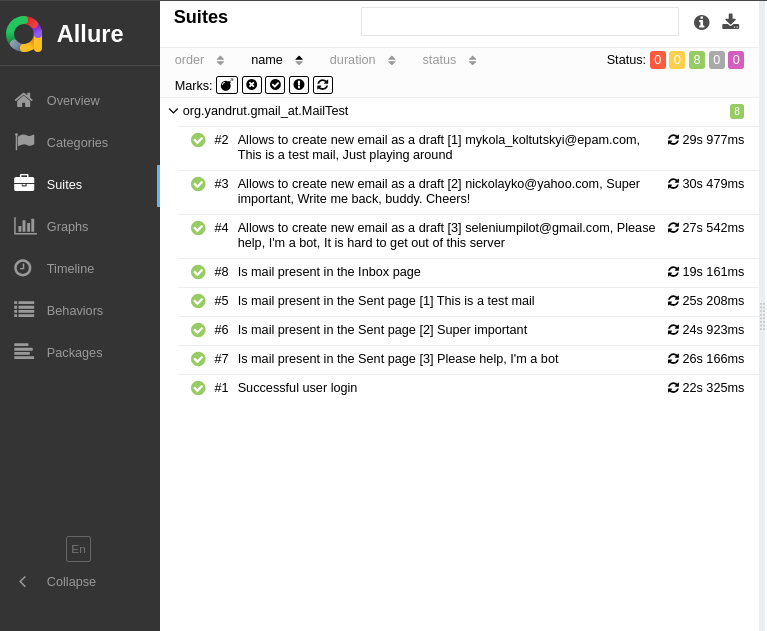 Allure
Overview
Categories
Suites
Graphs
Timeline
Behaviors
Packages
En
Collapse
Suites
order name duration status Status: 0 0 8 0 0
Marks:
org.yandrut.gmail_at.MailTest 8
#2 Allows to create new email as a draft [1] mykola_koltutskyi@epam.com, 29s 977ms
This is a test mail, Just playing around
#3 Allows to create new email as a draft [2] nickolayko@yahoo.com, Super 30s 479ms
important, Write me back, buddy. Cheers!
#4 Allows to create new email as a draft [3] seleniumpilot@gmail.com, Please 27s 542ms
help, I'm a bot, It is hard to get out of this server
#8 Is mail present in the Inbox page 19s 161ms
#5 Is mail present in the Sent page [1] This is a test mail 25s 208ms
#6 Is mail present in the Sent page [2] Super important 24s 923ms
#7 Is mail present in the Sent page [3] Please help, I'm a bot 26s 166ms
#1 Successful user login 22s 325ms